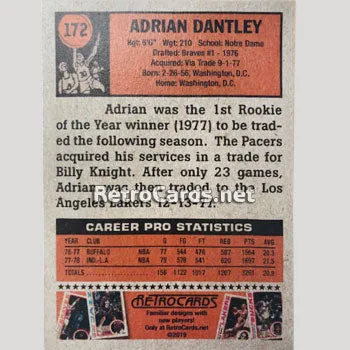 172
ADRIAN DANTLEY
Hgt: 6'5" Wgt: 210 School: Notre Dame
Drafted: Braves #1 - 1976
Acquired: Via Trade 9-1-77
Born: 2-28-56, Washington, D.C.
Home: Washington, D.C.
Adrian was the 1st Rookie
of the Year winner (1977) to be trad-
ed the following season. The Pacers
acquired his services in a trade for
Billy Knight. After only 23 games,
Adrian was then traded to the Los
Angeles Lakers 12-13-77.
RetroCards.net
CAREER PRO STATISTICS
YEAR CLUB G FG FT REB PTS AVG
76-77 BUFFALO NBA 77 544 476 587 1564 20.3
77-78 IND.-L.A. NBA 79 578 541 620 1697 21.5
TOTALS 156 1122 1017 1207 3261 20.9
RETROCARDS
Familiar designs with
new players!
Only at RetroCards.net
©2019